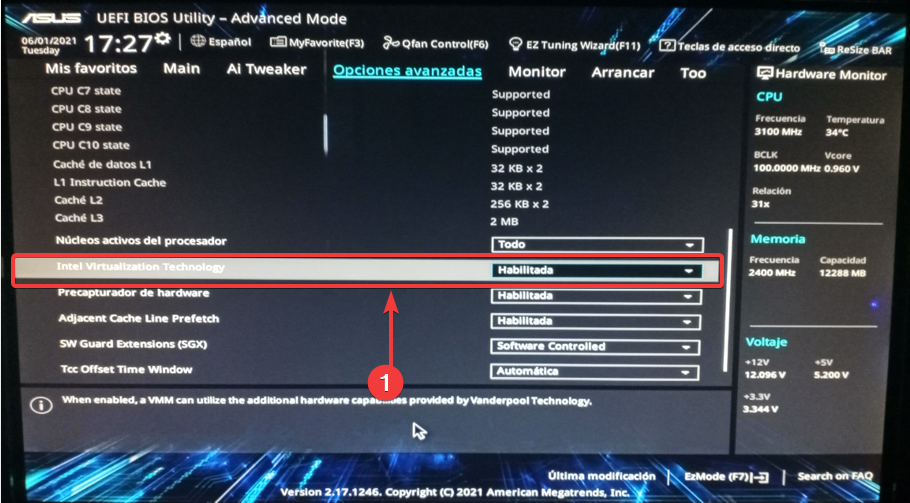 ASUS UEFI BIOS Utility – Advanced Mode
06/01/2021
Tuesday
17:27
Español
MyFavorite(F3)
Qfan Control(F6)
EZ Tuning Wizard(F11)
Teclas de acceso directo
ReSize BAR
Mis favoritos
Main
Ai Tweaker
Opciones avanzadas
Monitor
Arrancar
Too
CPU C7 state Supported
CPU C8 state Supported
CPU C9 state Supported
CPU C10 state Supported
Caché de datos L1 32 KB x 2
L1 Instruction Cache 32 KB x 2
Caché L2 256 KB x 2
Caché L3 2 MB
Núcleos activos del procesador Todo
Intel Virtualization Technology Habilitada
Precapturador de hardware Habilitada
Adjacent Cache Line Prefetch Habilitada
SW Guard Extensions (SGX) Software Controlled
Tcc Offset Time Window Automática
1
When enabled, a VMM can utilize the additional hardware capabilities provided by Vanderpool Technology.
Hardware Monitor
CPU
Frecuencia Temperatura
3100 MHz 34°C
BCLK Vcore
100.0000 MHz 0.960 V
Relación
31x
Memoria
Frecuencia Capacidad
2400 MHz 12288 MB
Voltaje
+12V +5V
12.096 V 5.200 V
+3.3V
3.344 V
Última modificación
EzMode (F7)
Search on FAQ
Version 2.17.1246. Copyright (C) 2021 American Megatrends, Inc.